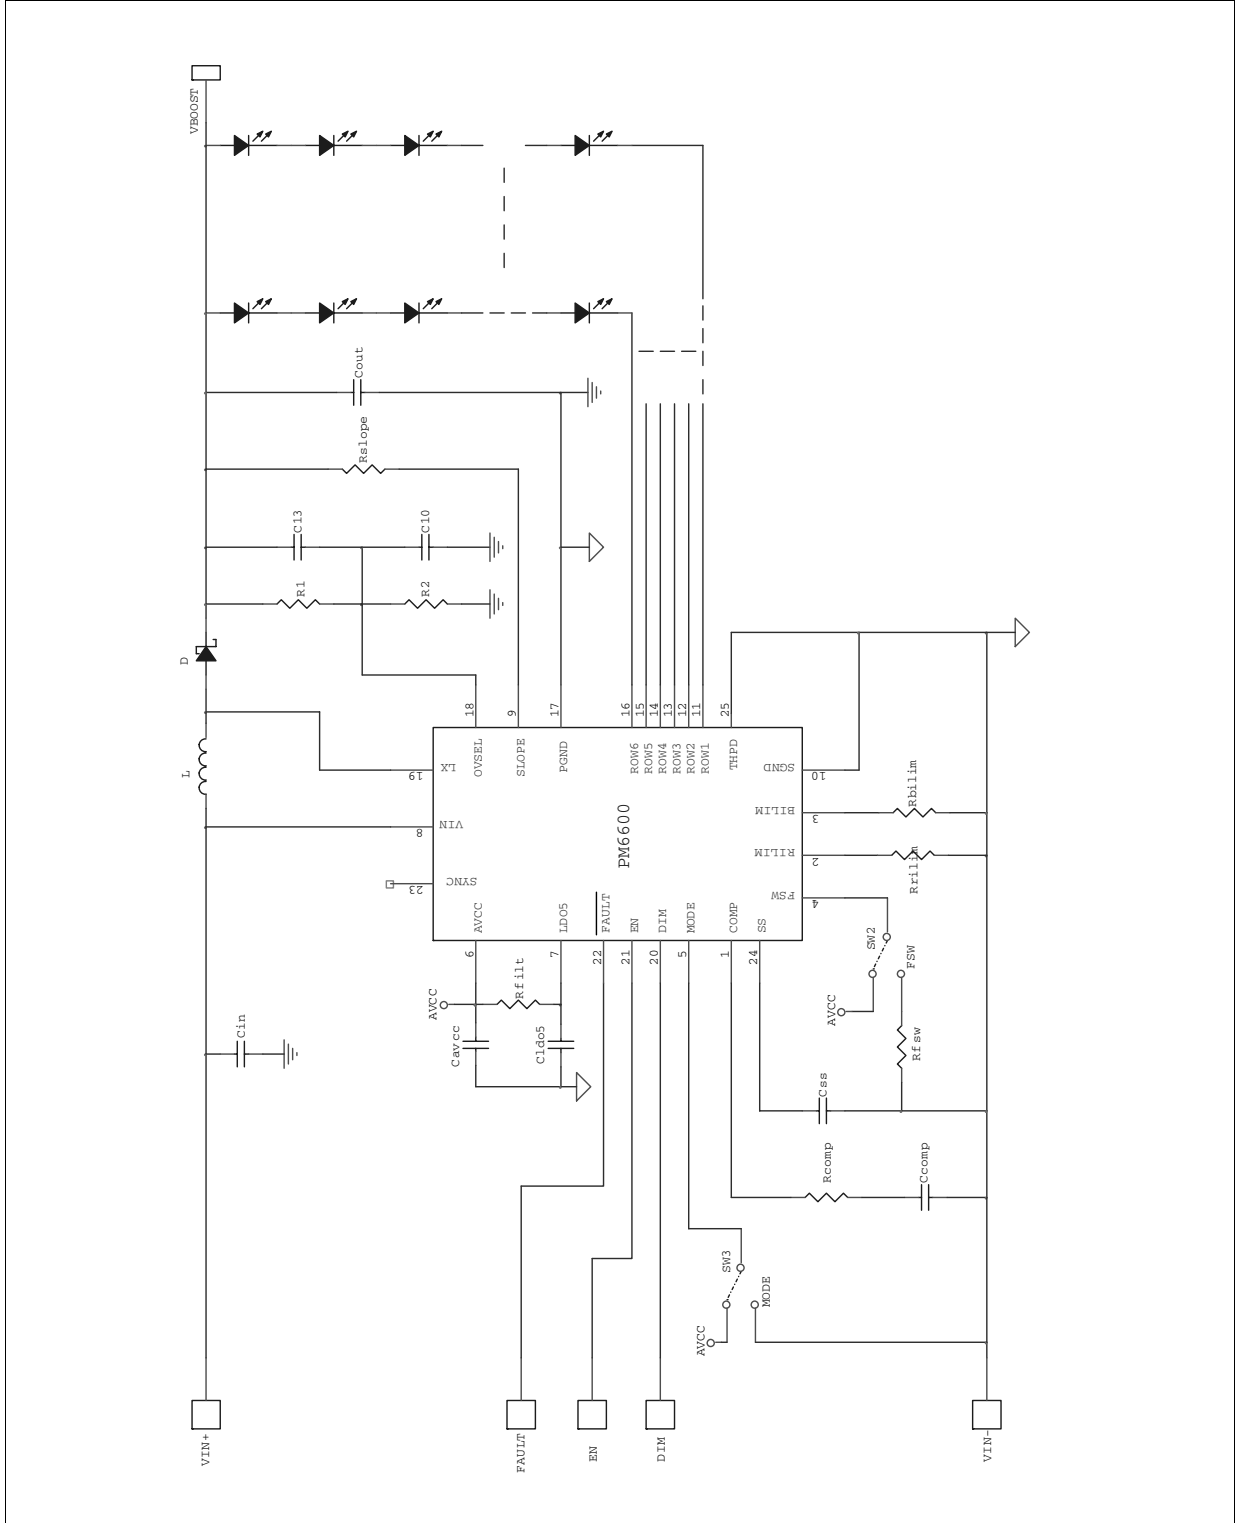 VBOOST
Cout
Rslope
C13
C10
R1
R2
D
L
18
9
17
16
15
14
13
12
11
25
19
LX
OVSEL
SLOPE
PGND
ROW6
ROW5
ROW4
ROW3
ROW2
ROW1
THPD
SGND
10
8
VIN
PM6600
BILIM
3
Rbilim
RILIM
2
Rrilim
23
SYNC
AVCC
LDO5
FAULT
EN
DIM
MODE
COMP
SS
FSW
4
6
7
22
21
20
5
1
24
AVCC
Rfilt
Cavcc
Cldo5
Cin
SW2
FSW
AVCC
Rfsw
Css
Rcomp
Ccomp
SW3
MODE
AVCC
VIN+
FAULT
EN
DIM
VIN-